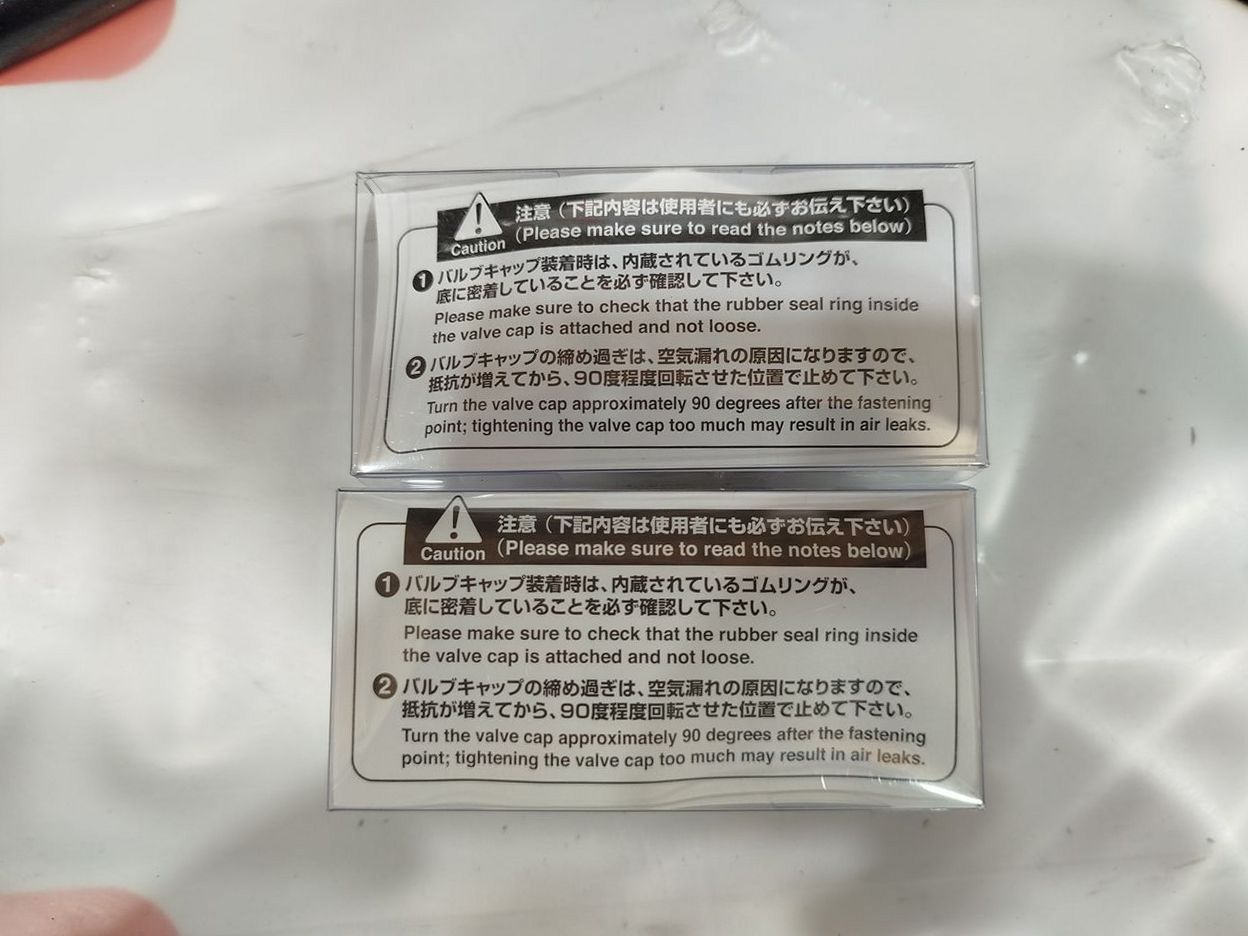 注意（下記内容は使用者にも必ずお伝え下さい）
Caution (Please make sure to read the notes below)
❶ バルブキャップ装着時は、内蔵されているゴムリングが、
底に密着していることを必ず確認して下さい。
Please make sure to check that the rubber seal ring inside
the valve cap is attached and not loose.
❷ バルブキャップの締め過ぎは、空気漏れの原因になりますので、
抵抗が増えてから、90度程度回転させた位置で止めて下さい。
Turn the valve cap approximately 90 degrees after the fastening
point; tightening the valve cap too much may result in air leaks.
注意（下記内容は使用者にも必ずお伝え下さい）
Caution (Please make sure to read the notes below)
❶ バルブキャップ装着時は、内蔵されているゴムリングが、
底に密着していることを必ず確認して下さい。
Please make sure to check that the rubber seal ring inside
the valve cap is attached and not loose.
❷ バルブキャップの締め過ぎは、空気漏れの原因になりますので、
抵抗が増えてから、90度程度回転させた位置で止めて下さい。
Turn the valve cap approximately 90 degrees after the fastening
point; tightening the valve cap too much may result in air leaks.